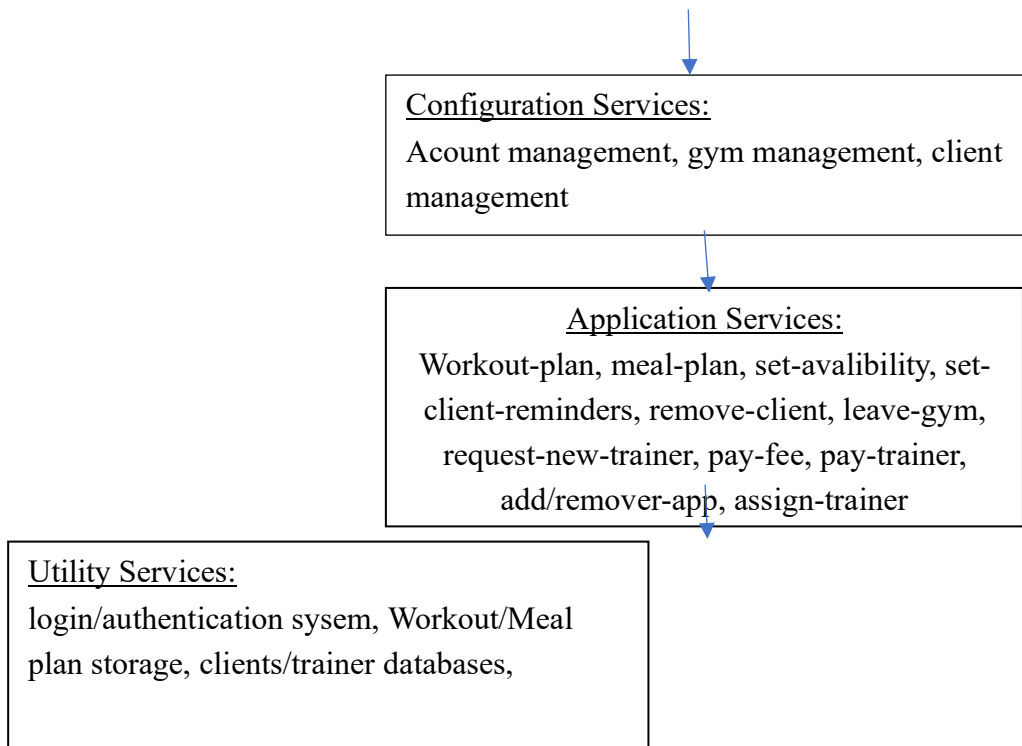 Configuration Services:
Acount management, gym management, client
management
Application Services:
Workout-plan, meal-plan, set-avalibility, set-
client-reminders, remove-client, leave-gym,
request-new-trainer, pay-fee, pay-trainer,
add/remover-app, assign-trainer
Utility Services:
login/authentication sysem, Workout/Meal
plan storage, clients/trainer databases,